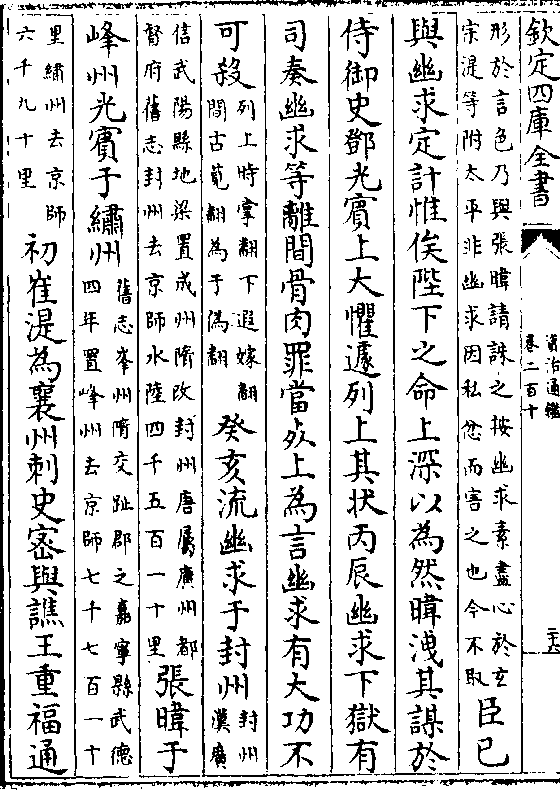 欽定四庫全書
資治通鑑
卷二百十
二十六
形於言色乃與張暐請誅之按幽求素盡心於玄
宗湜等附太平非幽求因私忿而害之也今不取
臣已
與幽求定計惟俟陛下之命上深以為然暐洩其謀於
侍御史鄧光賓上大懼遽列上其狀丙辰幽求下獄有
司奏幽求等離間骨肉罪當死上為言幽求有大功不
可殺
列上時掌翻下遐嫁翻
間古莧翻為于偽翻
癸亥流幽求于封州
封州
漢廣
信武陽縣地梁置成州隋改封州唐屬廣州都
督府舊志封州去京師水陸四千五百一十里
張暐于
峰州光賓于繡州
舊志峯州隋交趾郡之嘉寧縣武德
四年置峰州去京師七千七百一十
里繡州去京師
六千九十里
初崔湜為襄州刺史宻與譙王重福通